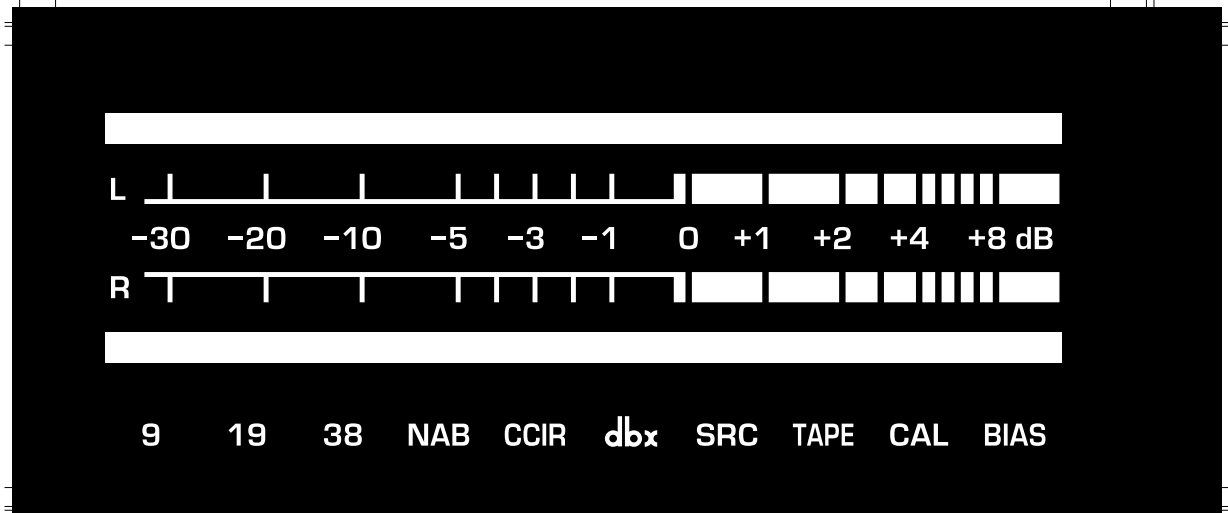 L
−30 −20 −10 −5 −3 −1 0 +1 +2 +4 +8 dB
R
9 19 38 NAB CCIR dbx SRC TAPE CAL BIAS